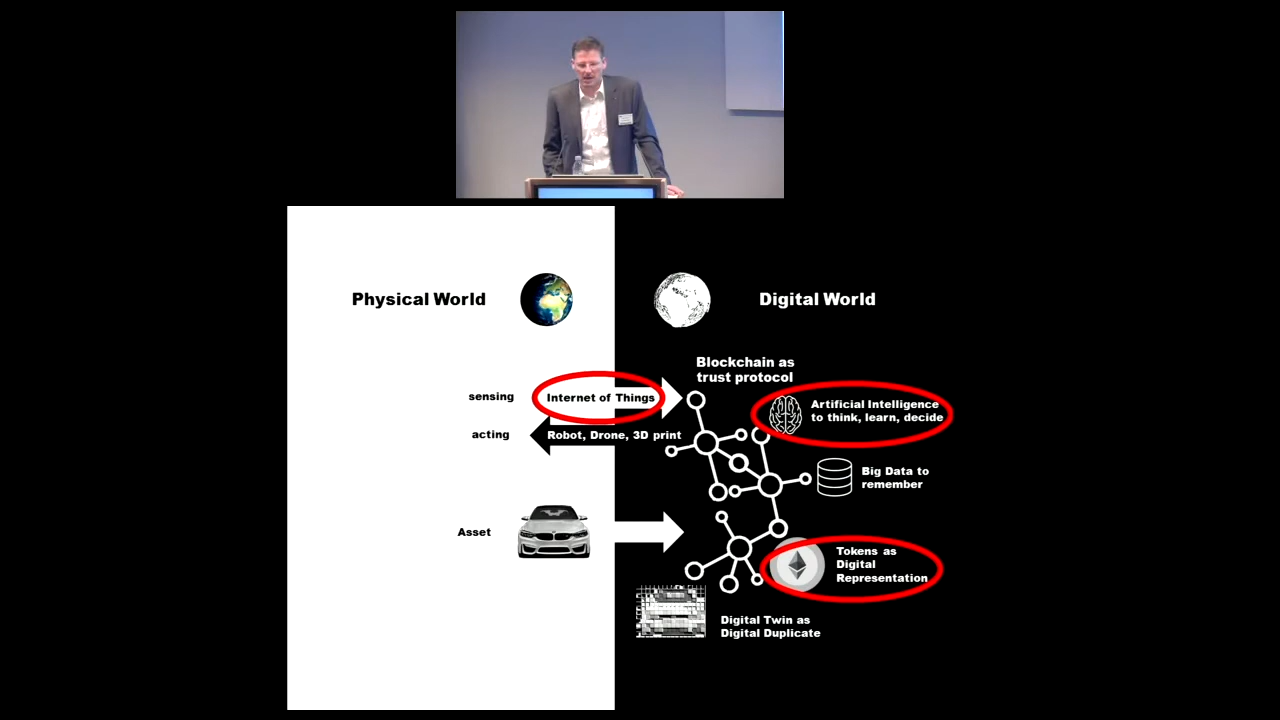 Physical World
Digital World
Blockchain as
trust protocol
sensing
Internet of Things
Artificial Intelligence
to think, learn, decide
acting
Robot, Drone, 3D print
Big Data to
remember
Asset
Tokens as
Digital
Representation
Digital Twin as
Digital Duplicate